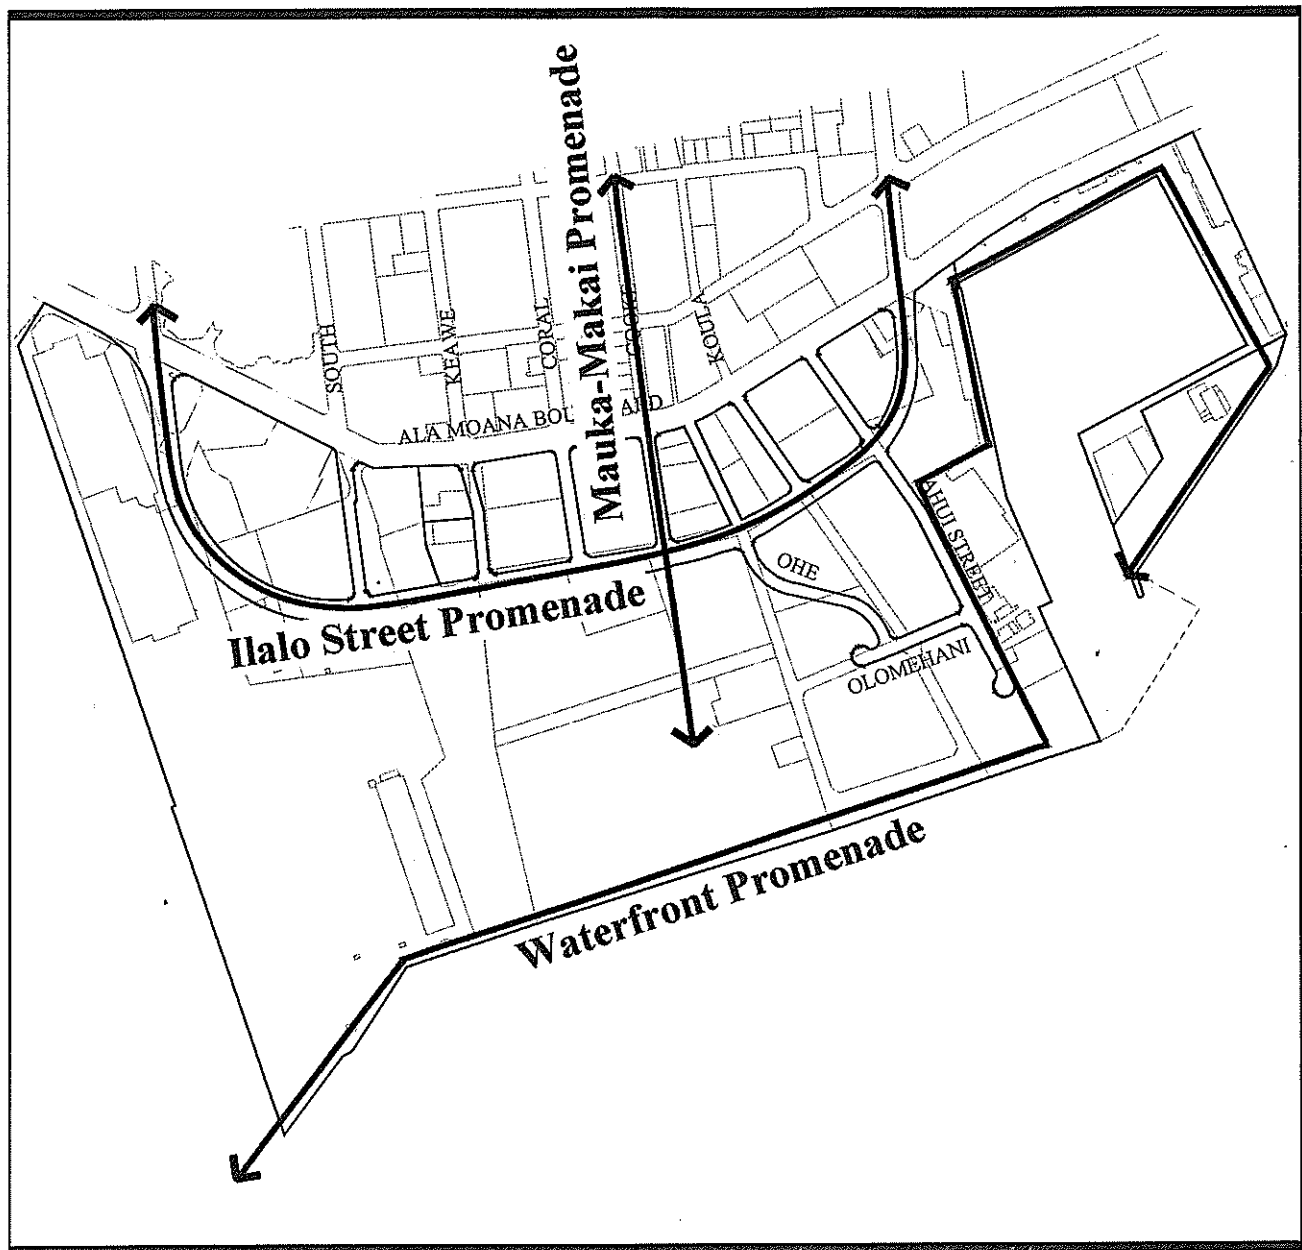 Mauka-Makai Promenade
SOUTH
KEAWE
CORAL
COOKE
KOULA
ALA MOANA BOULEVARD
AHUI STREET
OHE
Ilalo Street Promenade
OLOMEHANI
Waterfront Promenade